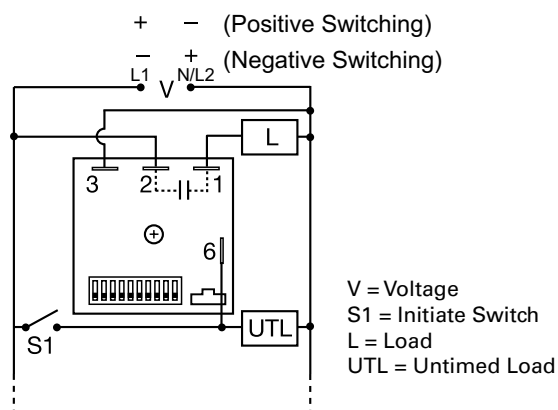 + − (Positive Switching)
− + (Negative Switching)
L1 V N/L2
L
3 2 1
6
S1 UTL
V = Voltage
S1 = Initiate Switch
L = Load
UTL = Untimed Load